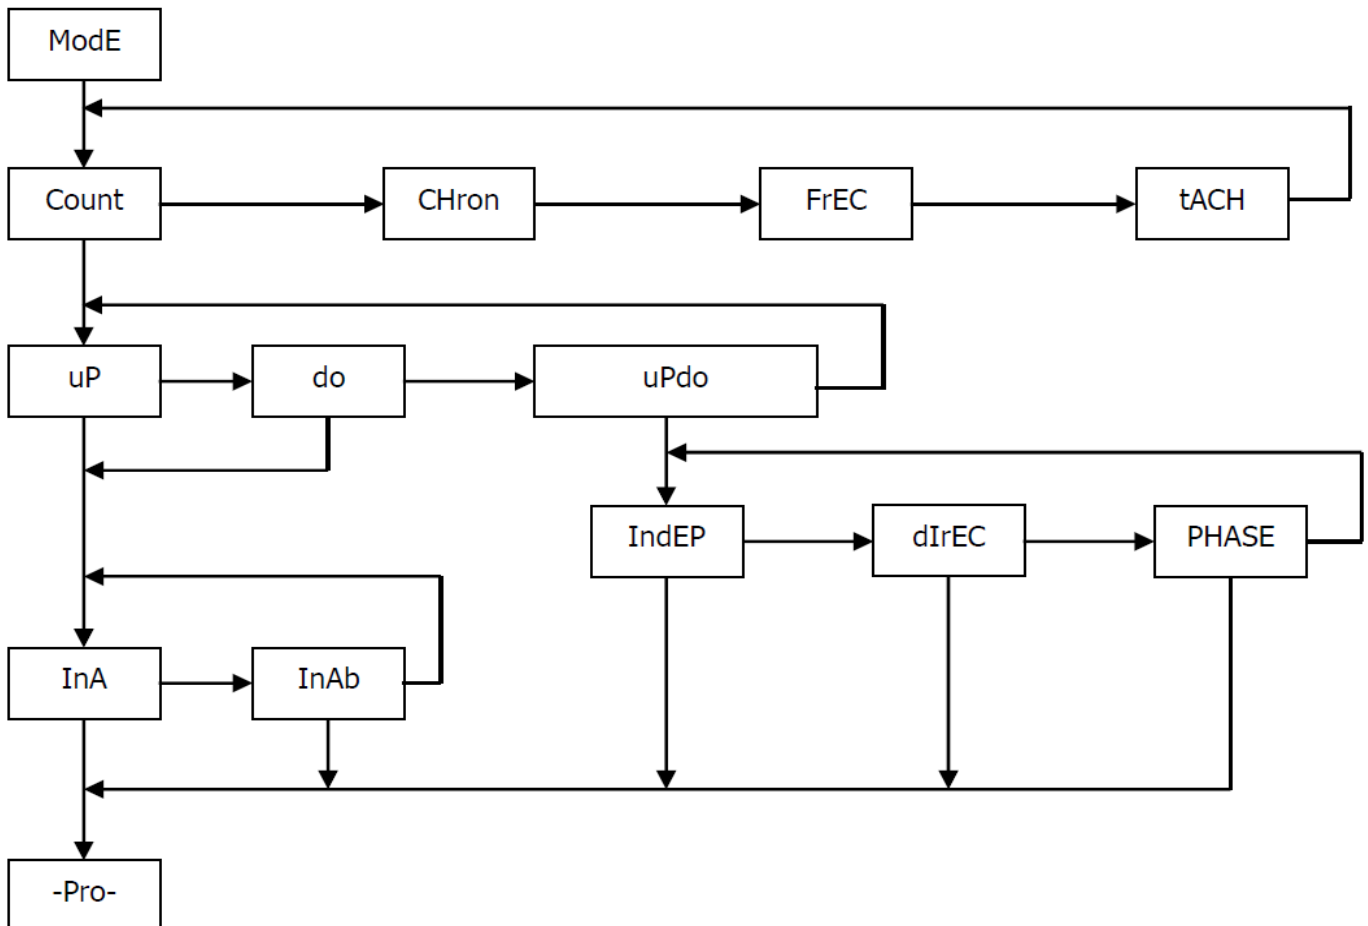 ModE
Count
CHron
FrEC
tACH
uP
do
uPdo
IndEP
dIrEC
PHASE
InA
InAb
-Pro-